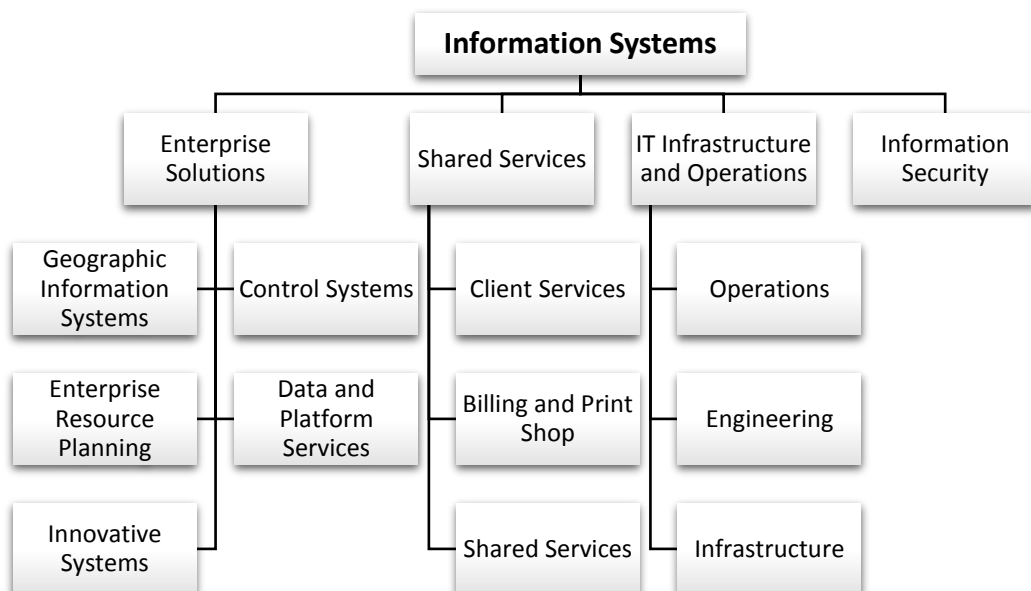 Information Systems
Enterprise
Solutions
Shared Services
IT Infrastructure
and Operations
Information
Security
Geographic
Information
Systems
Control Systems
Client Services
Operations
Enterprise
Resource
Planning
Data and
Platform
Services
Billing and Print
Shop
Engineering
Innovative
Systems
Shared Services
Infrastructure